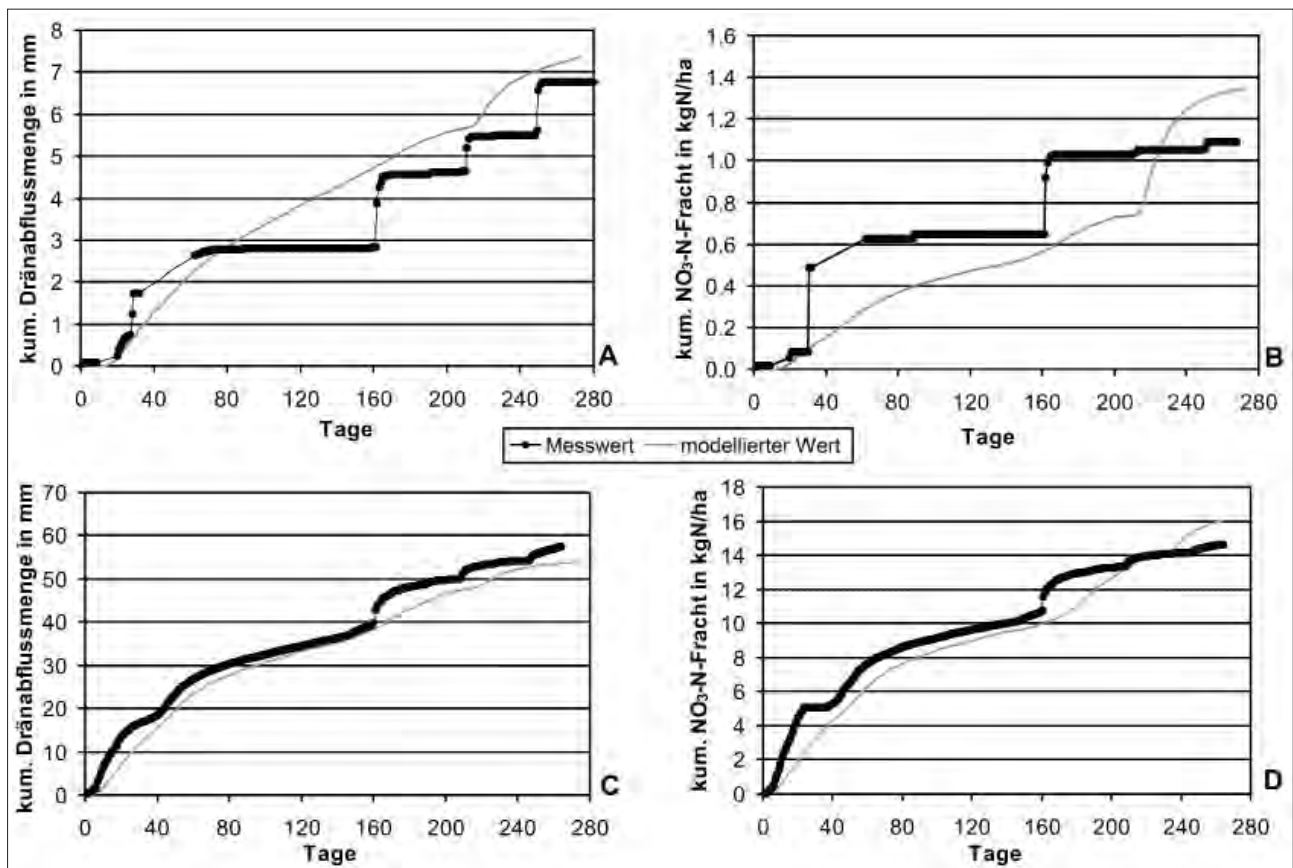 kum. Dränabflussmenge in mm
8
7
6
5
4
3
2
1
0
0 40 80 120 160 200 240 280
Tage
A
kum. NO₃-N-Fracht in kgN/ha
1.6
1.4
1.2
1.0
0.8
0.6
0.4
0.2
0.0
0 40 80 120 160 200 240 280
Tage
B
Messwert modellierter Wert
kum. Dränabflussmenge in mm
70
60
50
40
30
20
10
0
0 40 80 120 160 200 240 280
Tage
C
kum. NO₃-N-Fracht in kgN/ha
18
16
14
12
10
8
6
4
2
0
0 40 80 120 160 200 240 280
Tage
D